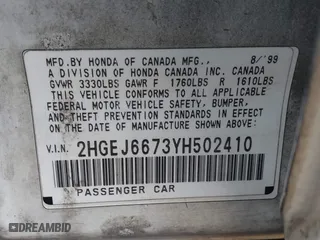 MFD.BY HONDA OF CANADA MFG., 8/'99
A DIVISION OF HONDA CANADA INC. CANADA
GVWR 3330LBS GAWR F 1760LBS R 1610LBS
THIS VEHICLE CONFORMS TO ALL APPLICABLE
FEDERAL MOTOR VEHICLE SAFETY, BUMPER,
AND THEFT PREVENTION STANDARDS IN EFFECT
ON THE DATE OF MANUFACTURE SHOWN ABOVE.
V.I.N. 2HGEJ6673YH502410
PASSENGER CAR
DREAMBID